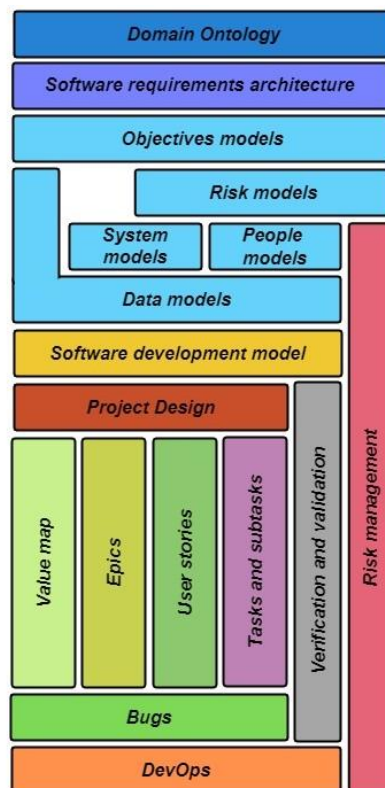 Domain Ontology
Software requirements architecture
Objectives models
Risk models
System
models
People
models
Data models
Software development model
Project Design
Value map
Epics
User stories
Tasks and subtasks
Verification and validation
Risk management
Bugs
DevOps